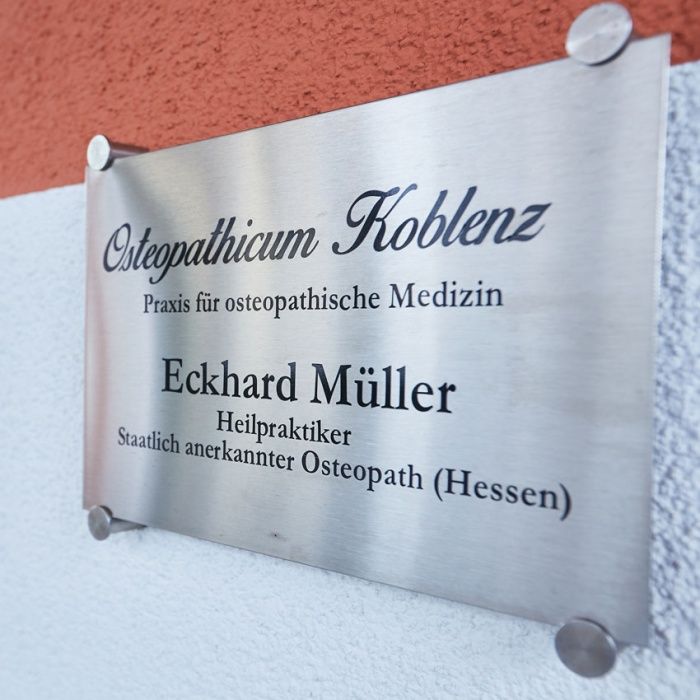 Osteopathicum Koblenz
Praxis für osteopathische Medizin
Eckhard Müller
Heilpraktiker
Staatlich anerkannter Osteopath (Hessen)